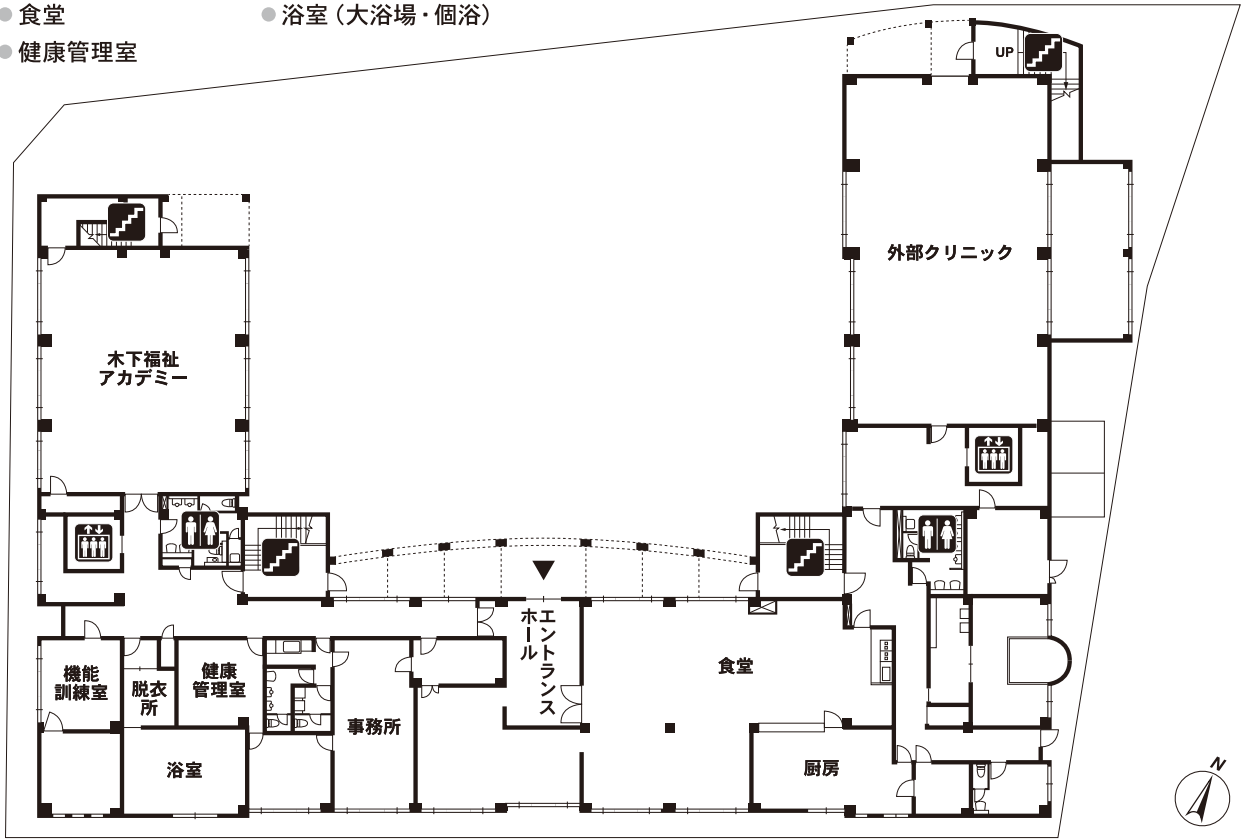 食堂
浴室（大浴場・個浴）
健康管理室
UP
外部クリニック
木下福祉
アカデミー
エントランス
ホール
食堂
機能
訓練室
脱衣
所
健康
管理室
事務所
浴室
厨房
N